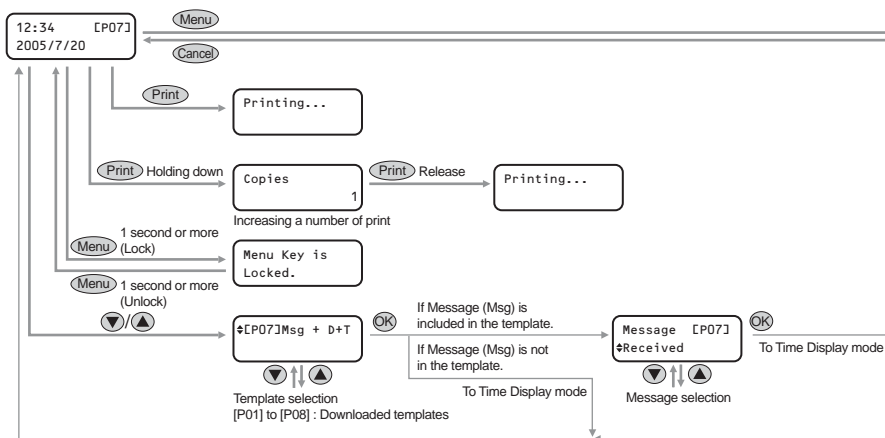 12:34 [P07]
2005/7/20
Menu
Cancel
Print
Printing...
Print Holding down
Copies
1
Increasing a number of print
Print Release
Printing...
Menu 1 second or more
(Lock)
Menu Key is
Locked.
Menu 1 second or more
(Unlock)
▼/▲
[P07]Msg + D+T
OK
Template selection
[P01] to [P08] : Downloaded templates
If Message (Msg) is
included in the template.
If Message (Msg) is not
in the template.
To Time Display mode
Message [P07]
Received
Message selection
OK
To Time Display mode